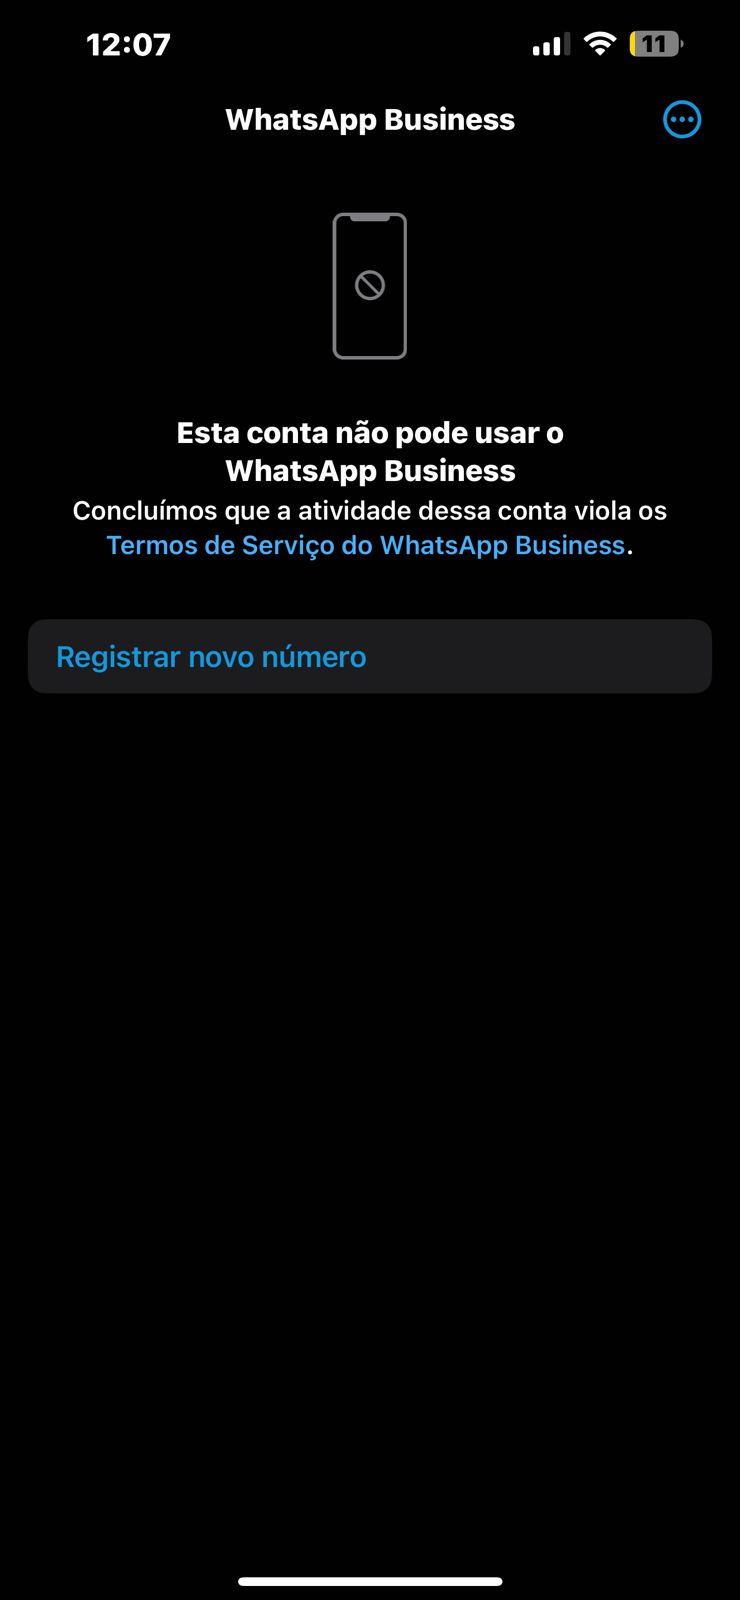 12:07
11
WhatsApp Business
Esta conta não pode usar o
WhatsApp Business
Concluímos que a atividade dessa conta viola os
Termos de Serviço do WhatsApp Business.
Registrar novo número